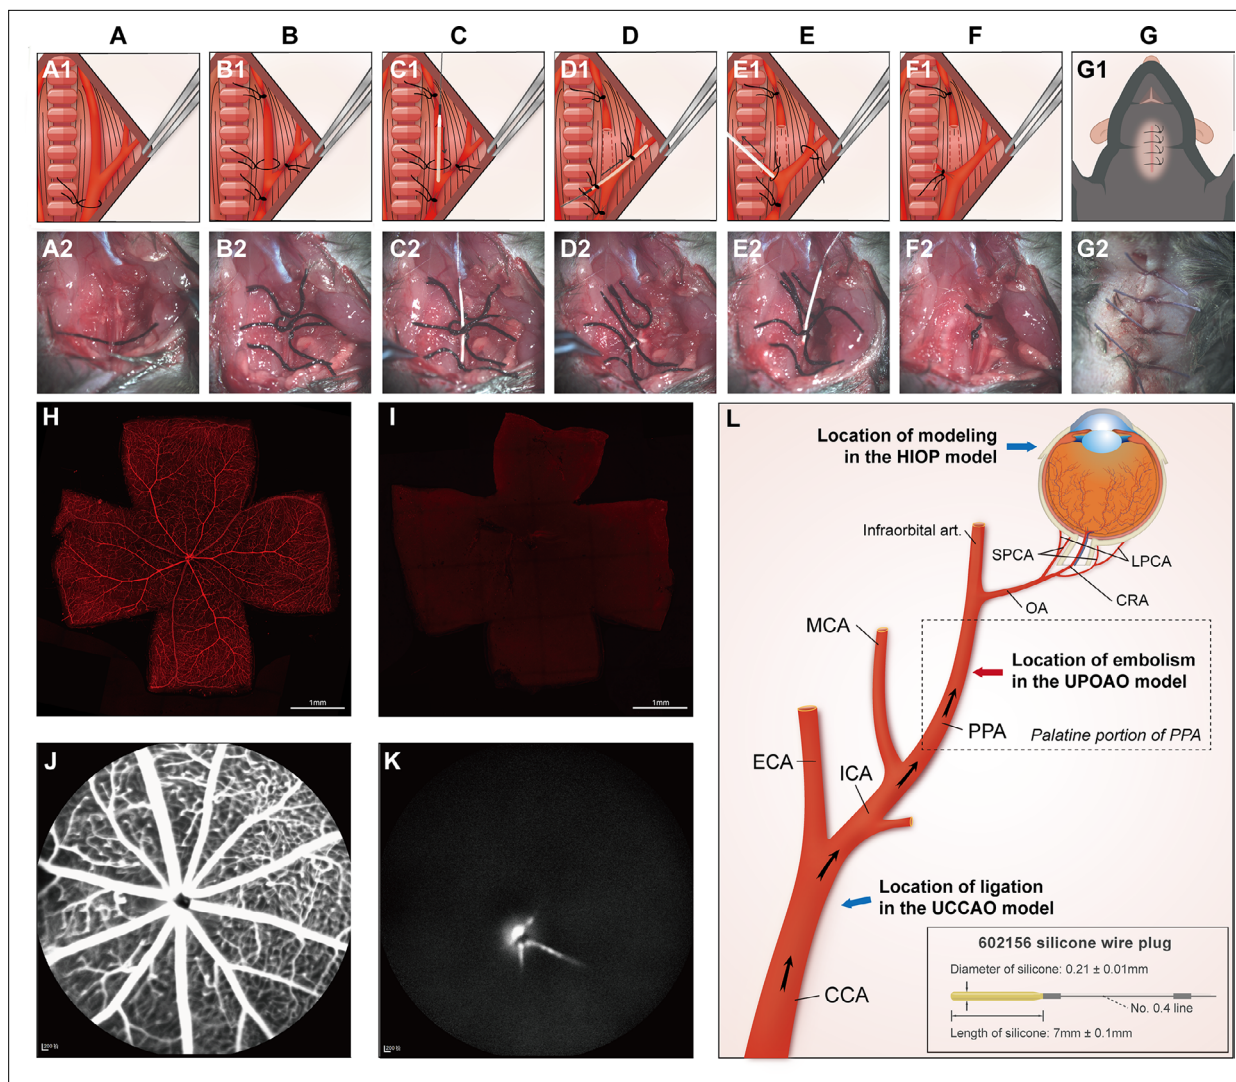 A B C D E F G
A1 B1 C1 D1 E1 F1 G1
A2 B2 C2 D2 E2 F2 G2
H
1mm
I
1mm
L
Location of modeling
in the HIOP model
Infraorbital art.
SPCA
LPCA
CRA
OA
MCA
Location of embolism
in the UPOAO model
PPA
Palatine portion of PPA
ECA
ICA
Location of ligation
in the UCCAO model
CCA
602156 silicone wire plug
Diameter of silicone: 0.21 ± 0.01mm
No. 0.4 line
Length of silicone: 7mm ± 0.1mm
J
K